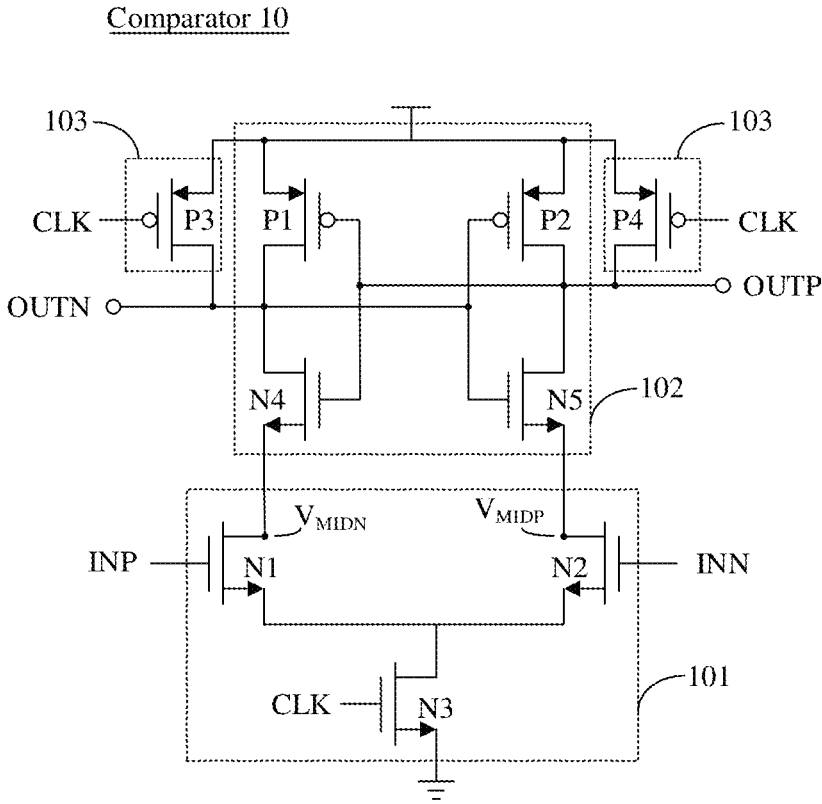 Comparator 10
103
103
CLK
P3
P1
P2
P4
CLK
OUTN
OUTP
N4
N5
102
V_MIDN
V_MIDP
INP
N1
N2
INN
CLK
N3
101